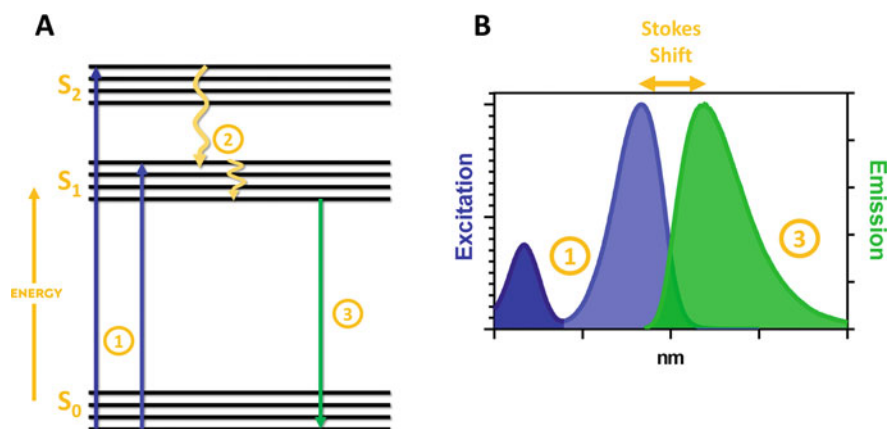 A
S2
S1
S0
ENERGY
1
2
3
B
Stokes
Shift
Excitation
1
3
Emission
nm